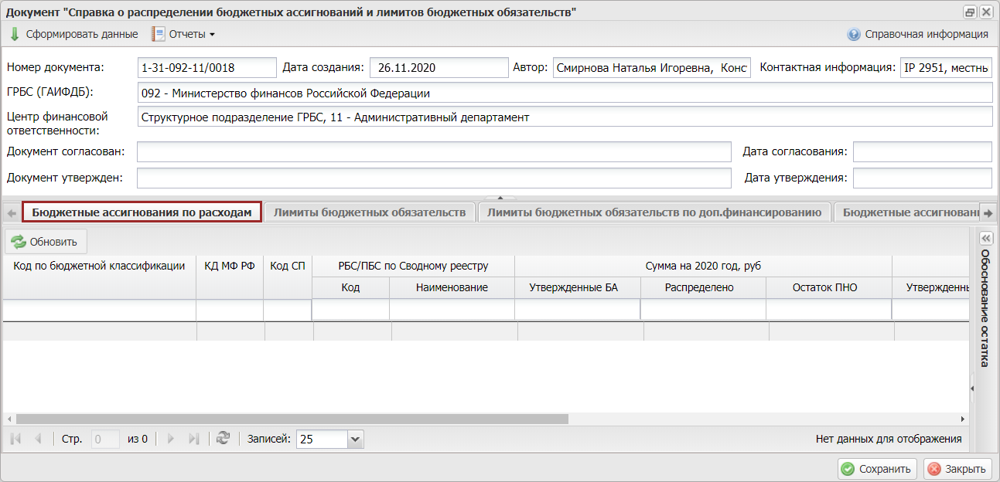 Документ "Справка о распределении бюджетных ассигнований и лимитов бюджетных обязательств"
Сформировать данные Отчеты Справочная информация
Номер документа: 1-31-092-11/0018 Дата создания: 26.11.2020 Автор: Смирнова Наталья Игоревна, Конс Контактная информация: IP 2951, местнь
ГРБС (ГАИФДБ): 092 - Министерство финансов Российской Федерации
Центр финансовой ответственности: Структурное подразделение ГРБС, 11 - Административный департамент
Документ согласован: Дата согласования:
Документ утвержден: Дата утверждения:
Бюджетные ассигнования по расходам Лимиты бюджетных обязательств Лимиты бюджетных обязательств по доп.финансированию Бюджетные ассигновани
Обновить
Код по бюджетной классификации КД МФ РФ Код СП РБС/ПБС по Сводному реестру Сумма на 2020 год, руб
Код Наименование Утвержденные БА Распределено Остаток ПНО Утвержденны
Обоснование остатка
Стр. 0 из 0 Записей: 25 Нет данных для отображения
Сохранить Закрыть